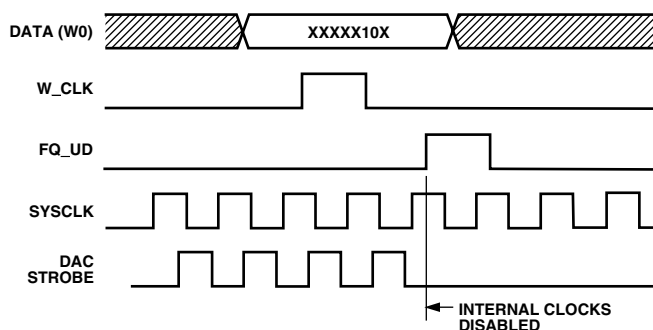 DATA (W0)
XXXXX10X
W_CLK
FQ_UD
SYSCLK
DAC
STROBE
INTERNAL CLOCKS
DISABLED